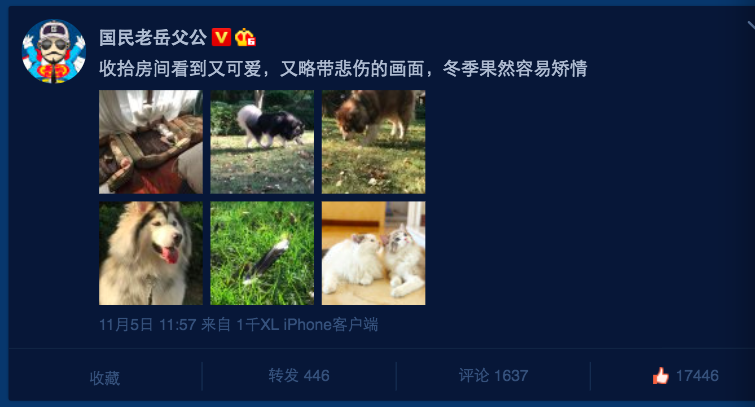 国民老岳父公
收拾房间看到又可爱，又略带悲伤的画面，冬季果然容易矫情
11月5日 11:57 来自 1千XL iPhone客户端
收藏
转发 446
评论 1637
17446